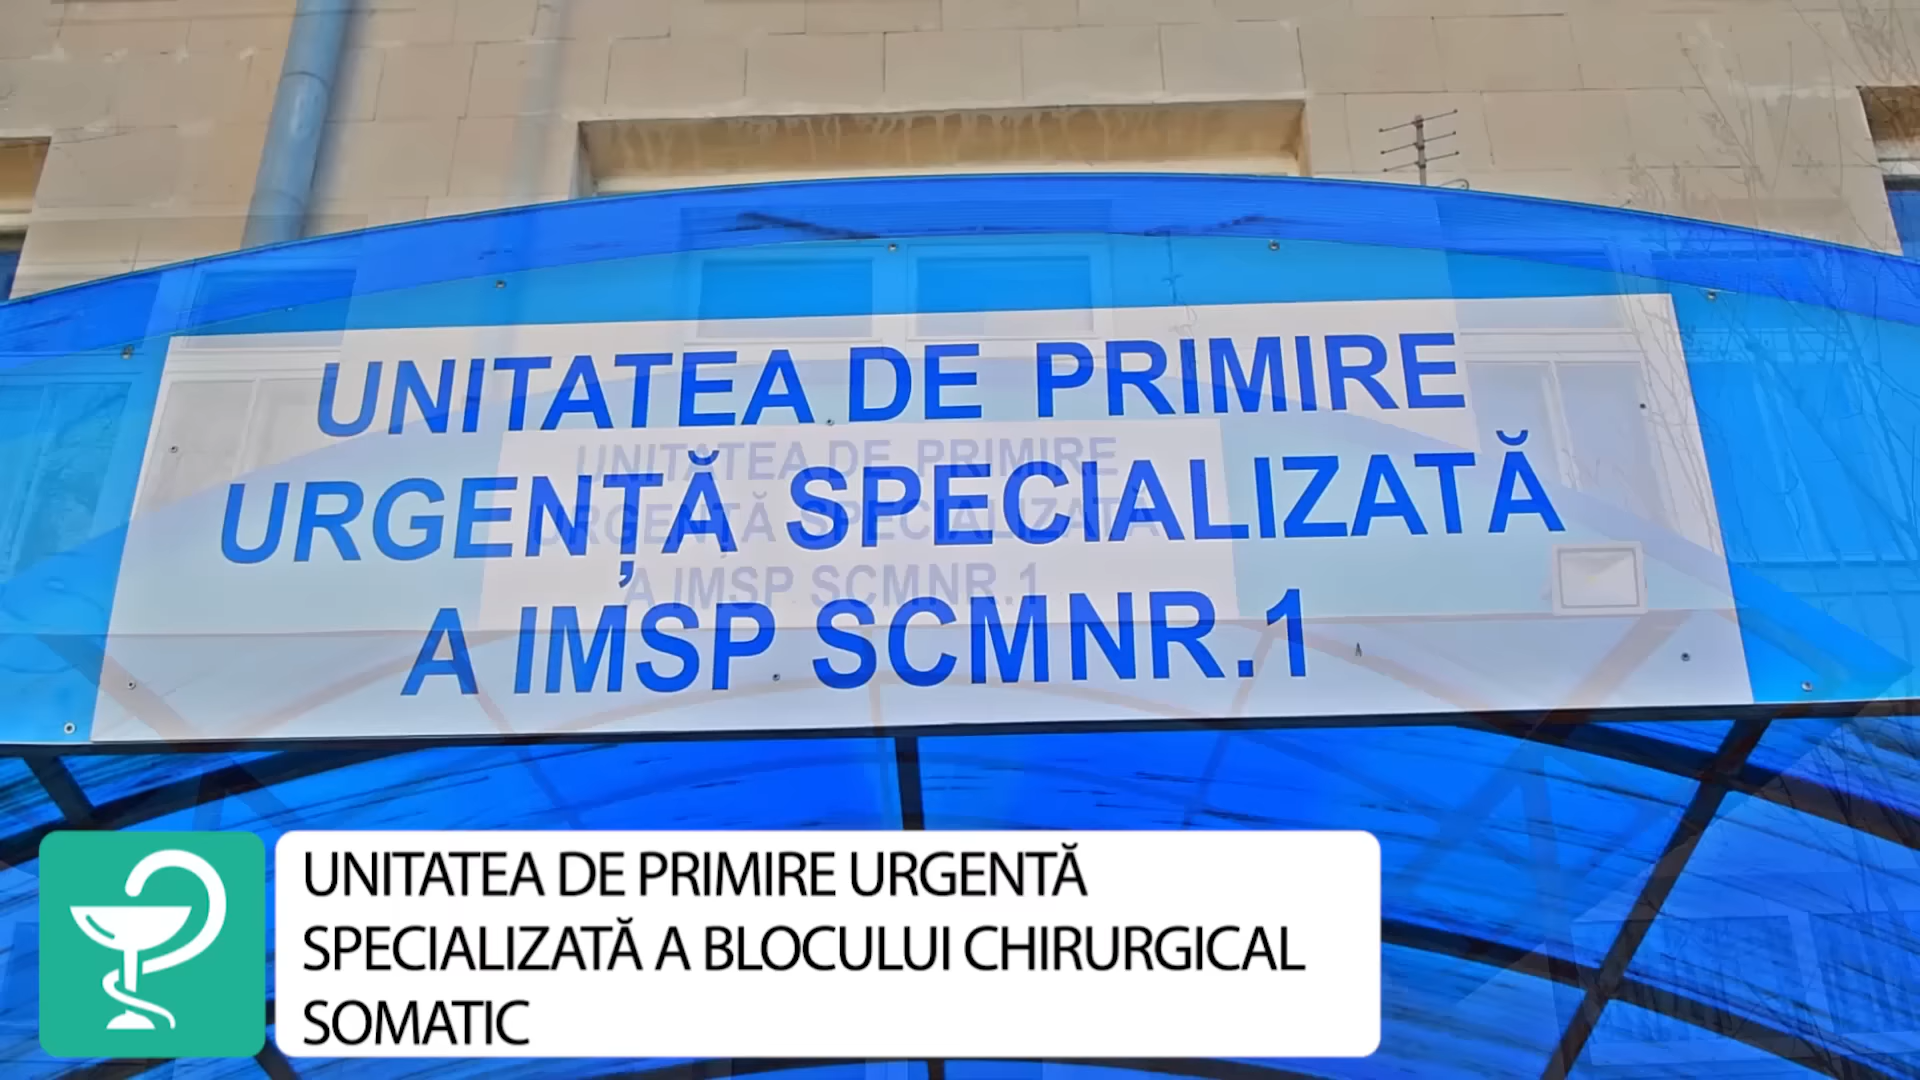 UNITATEA DE PRIMIRE
URGENȚĂ SPECIALIZATĂ
A IMSP SCMNR.1
UNITATEA DE PRIMIRE
URGENȚĂ SPECIALIZATĂ
A IMSP SCMNR.1
UNITATEA DE PRIMIRE URGENTĂ
SPECIALIZATĂ A BLOCULUI CHIRURGICAL
SOMATIC